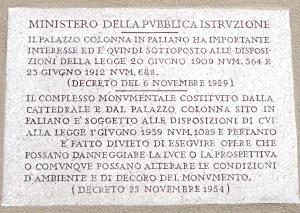 MINISTERO DELLA PVBBLICA ISTRVZIONE
IL PALAZZO COLONNA IN PALIANO HA IMPORTANTE
INTERESSE ED E' QVINDI SOTTOPOSTO ALLE DISPOSI-
ZIONI DELLA LEGGE 20 GIVGNO 1909 NVM. 364 E
23 GIVGNO 1912 NVM. 688.
(DECRETO DEL 6 NOVEMBRE 1929)
IL COMPLESSO MONVMENTALE COSTITVITO DALLA
CATTEDRALE E DAL PALAZZO COLONNA SITO IN
PALIANO E' SOGGETTO ALLE DISPOSIZIONI DI CVI
ALLA LEGGE 1° GIVGNO 1939 NVM. 1089 E PERTANTO
E' FATTO DIVIETO DI ESEGVIRE OPERE CHE
POSSANO DANNEGGIARE LA LVCE O LA PROSPETTIVA
O COMVNQVE POSSANO ALTERARE LE CONDIZIONI
D'AMBIENTE E DI DECORO DEL MONVMENTO.
(DECRETO 25 NOVEMBRE 1954)